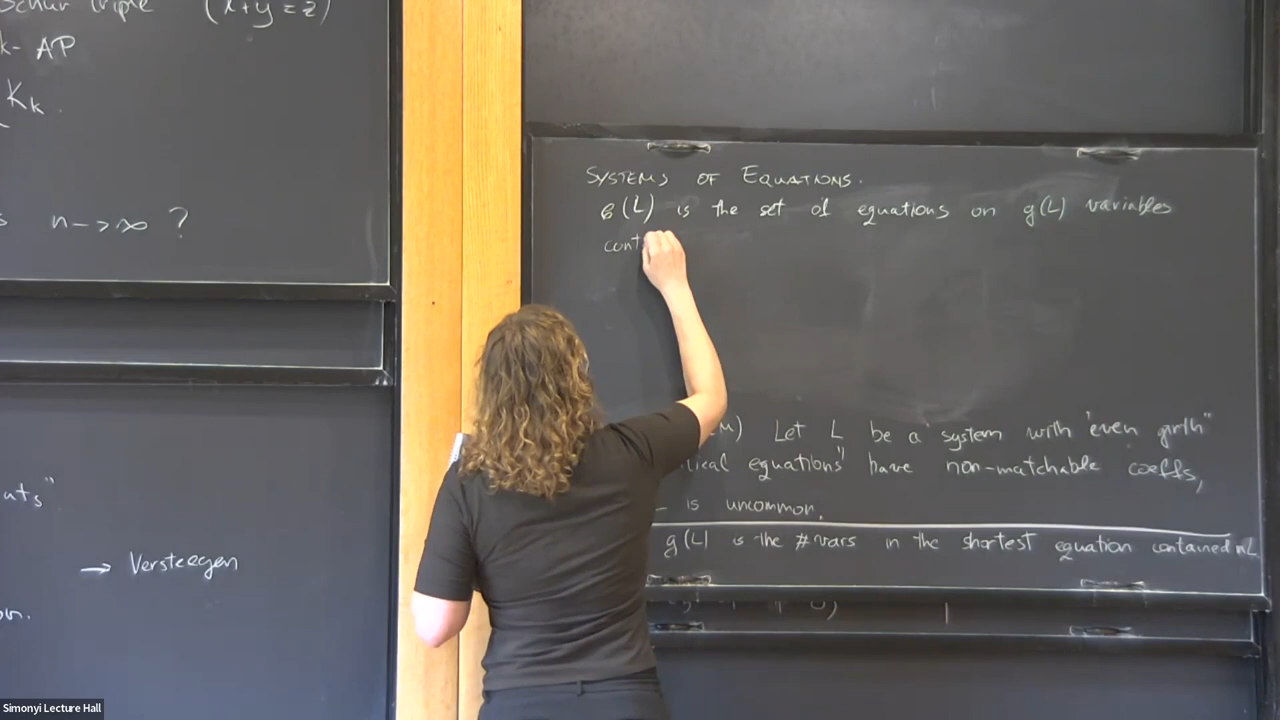 Schur Triple (x+y=z)
k-AP
K_k.
n→∞ ?
→ Versteegen
SYSTEMS OF EQUATIONS.
is the set of equations on g(L) variables
cont
Let L be a system with "even girth"
equations" have non-matchable coeffs,
is uncommon.
g(L) is the #vars in the shortest equation contained in L
Simonyi Lecture Hall